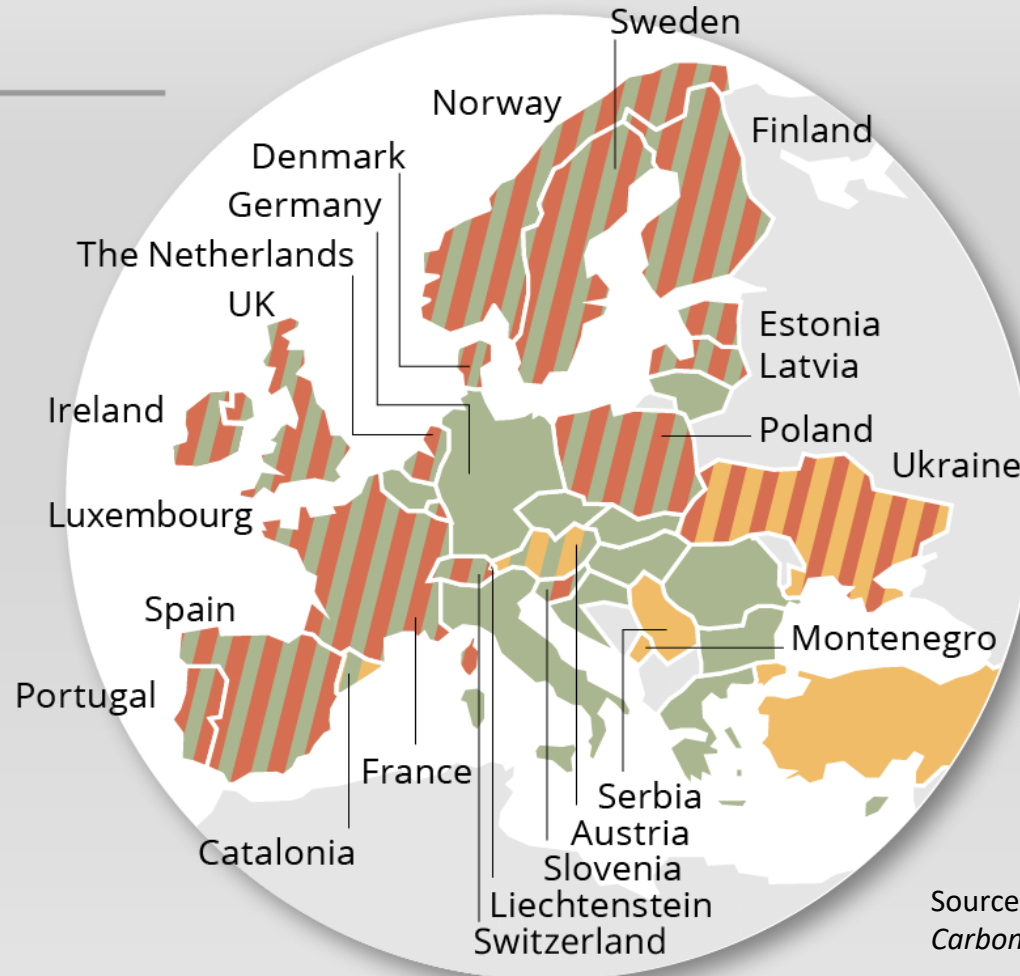 Sweden
Norway
Finland
Denmark
Germany
The Netherlands
UK
Estonia
Latvia
Ireland
Poland
Ukraine
Luxembourg
Spain
Montenegro
Portugal
France
Serbia
Austria
Catalonia
Slovenia
Liechtenstein
Switzerland
Source
Carbon